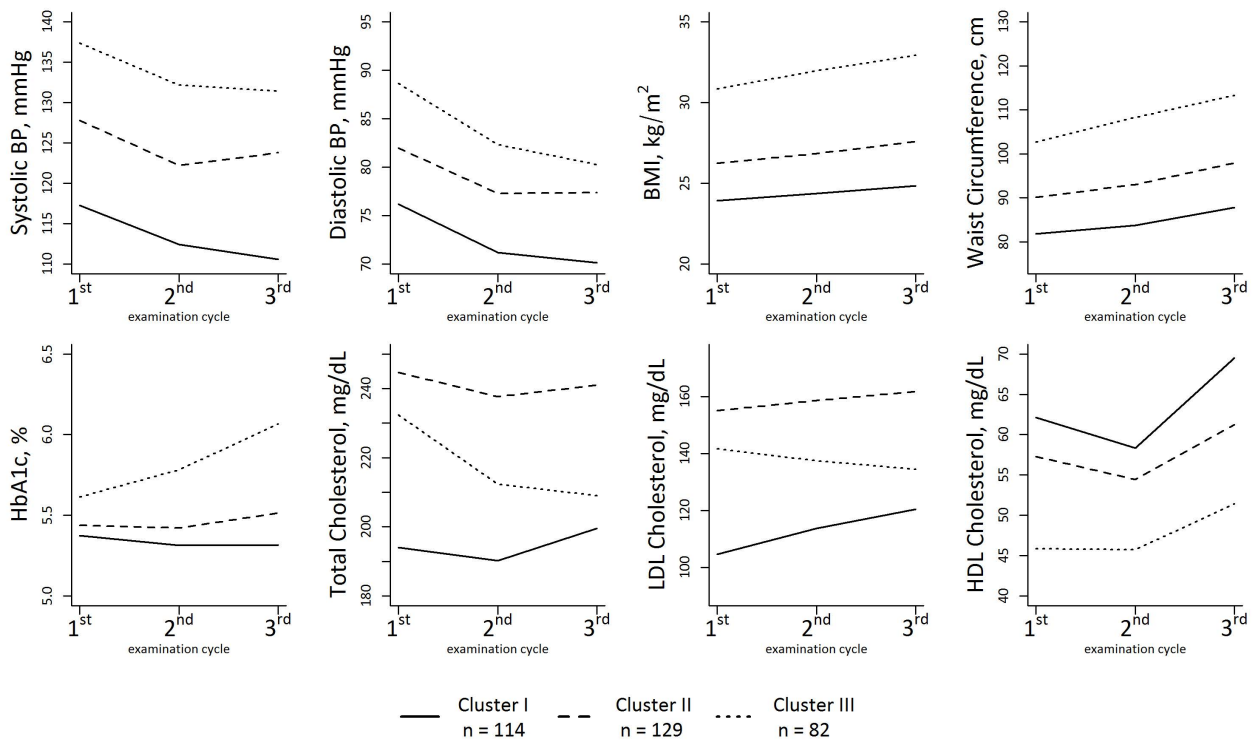 Systolic BP, mmHg
110 115 120 125 130 135 140
1st 2nd 3rd
examination cycle
Diastolic BP, mmHg
70 75 80 85 90 95
1st 2nd 3rd
examination cycle
BMI, kg/m2
20 25 30 35
1st 2nd 3rd
examination cycle
Waist Circumference, cm
80 90 100 110 120 130
1st 2nd 3rd
examination cycle
HbA1c, %
5.0 5.5 6.0 6.5
1st 2nd 3rd
examination cycle
Total Cholesterol, mg/dL
180 200 220 240
1st 2nd 3rd
examination cycle
LDL Cholesterol, mg/dL
100 120 140 160
1st 2nd 3rd
examination cycle
HDL Cholesterol, mg/dL
40 45 50 55 60 65 70
1st 2nd 3rd
examination cycle
Cluster I Cluster II Cluster III
n = 114 n = 129 n = 82